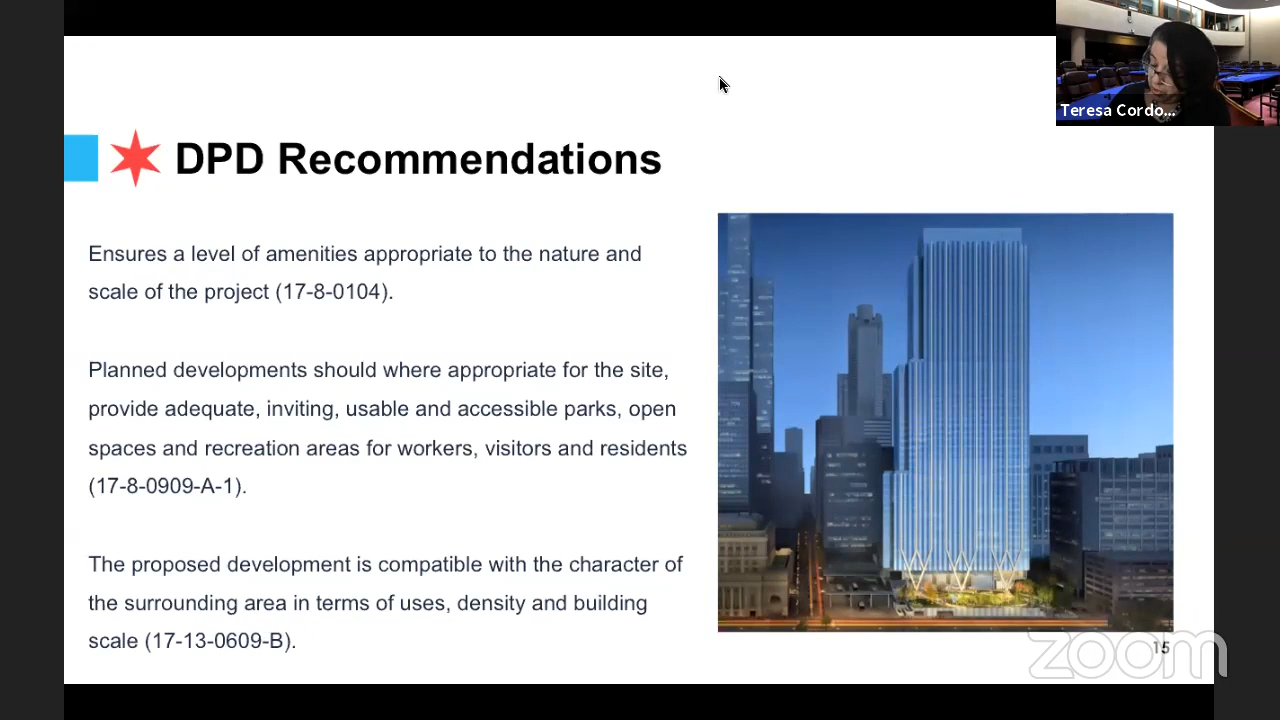 Teresa Cordo...
DPD Recommendations
Ensures a level of amenities appropriate to the nature and
scale of the project (17-8-0104).
Planned developments should where appropriate for the site,
provide adequate, inviting, usable and accessible parks, open
spaces and recreation areas for workers, visitors and residents
(17-8-0909-A-1).
The proposed development is compatible with the character of
the surrounding area in terms of uses, density and building
scale (17-13-0609-B).
15
zoom